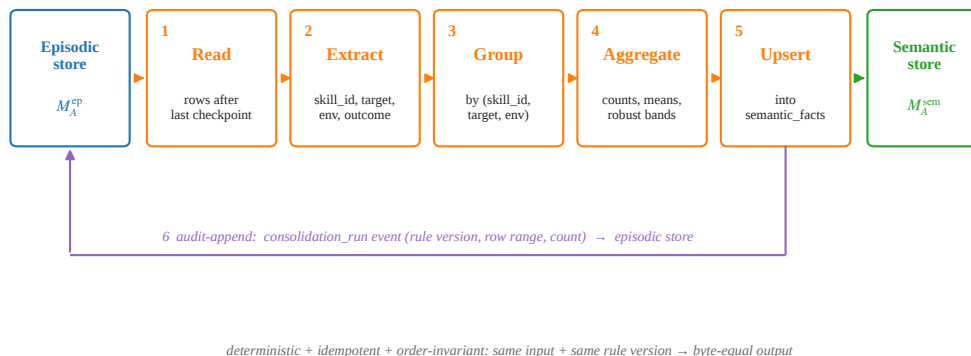 Episodic
store
M_A^ep
1
Read
rows after
last checkpoint
2
Extract
skill_id, target,
env, outcome
3
Group
by (skill_id,
target, env)
4
Aggregate
counts, means,
robust bands
5
Upsert
into
semantic_facts
Semantic
store
M_A^sem
6 audit-append: consolidation_run event (rule version, row range, count) → episodic store
deterministic + idempotent + order-invariant: same input + same rule version → byte-equal output